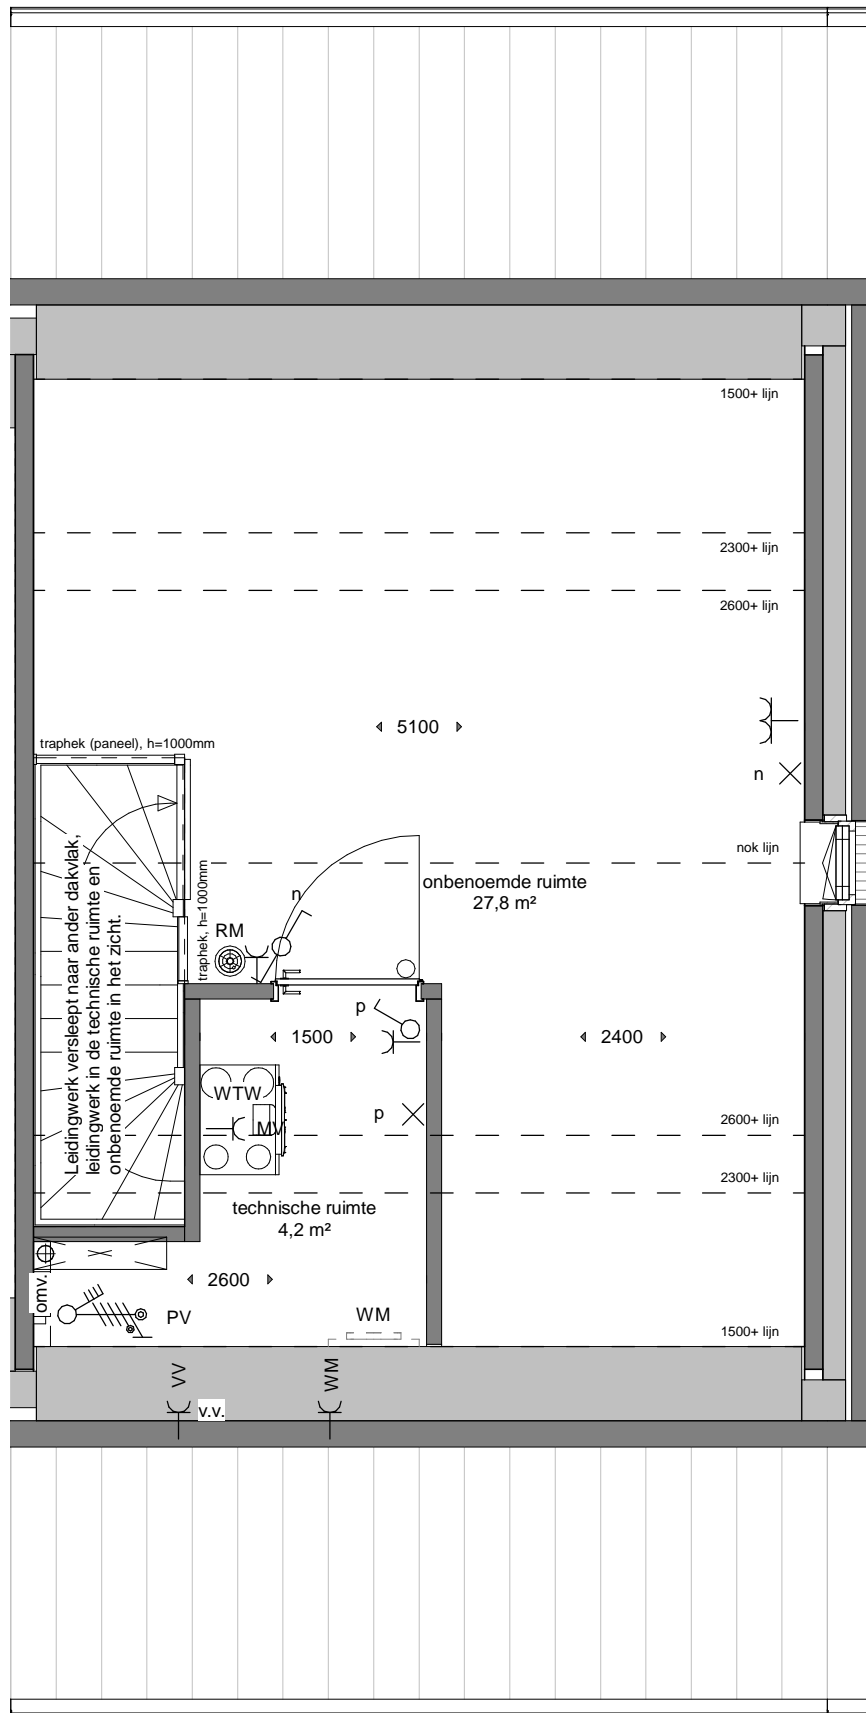 1500+ lijn
2300+ lijn
2600+ lijn
5100
traphek (paneel), h=1000mm
n
nok lijn
onbenoemde ruimte
27,8 m²
n
RM
traphek, h=1000mm
Leidingwerk versleept naar ander dakvlak,
leidingwerk in de technische ruimte en
onbenoemde ruimte in het zicht.
p
1500
2400
WTW
MV
p
2600+ lijn
2300+ lijn
technische ruimte
4,2 m²
2600
omv.
PV
WM
1500+ lijn
VV
WM
v.v.